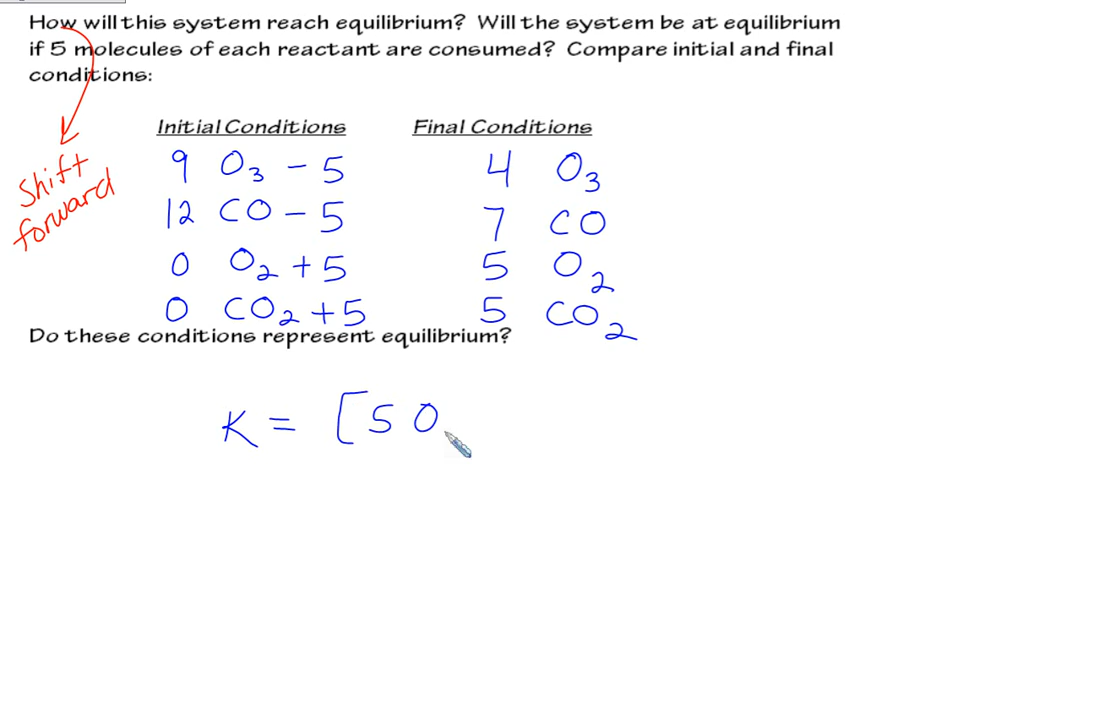 How will this system reach equilibrium? Will the system be at equilibrium
if 5 molecules of each reactant are consumed? Compare initial and final
conditions:
Shift
forward
Initial Conditions Final Conditions
9 O₃ - 5 4 O₃
12 CO - 5 7 CO
0 O₂ + 5 5 O₂
0 CO₂ + 5 5 CO₂
Do these conditions represent equilibrium?
K = [5 O